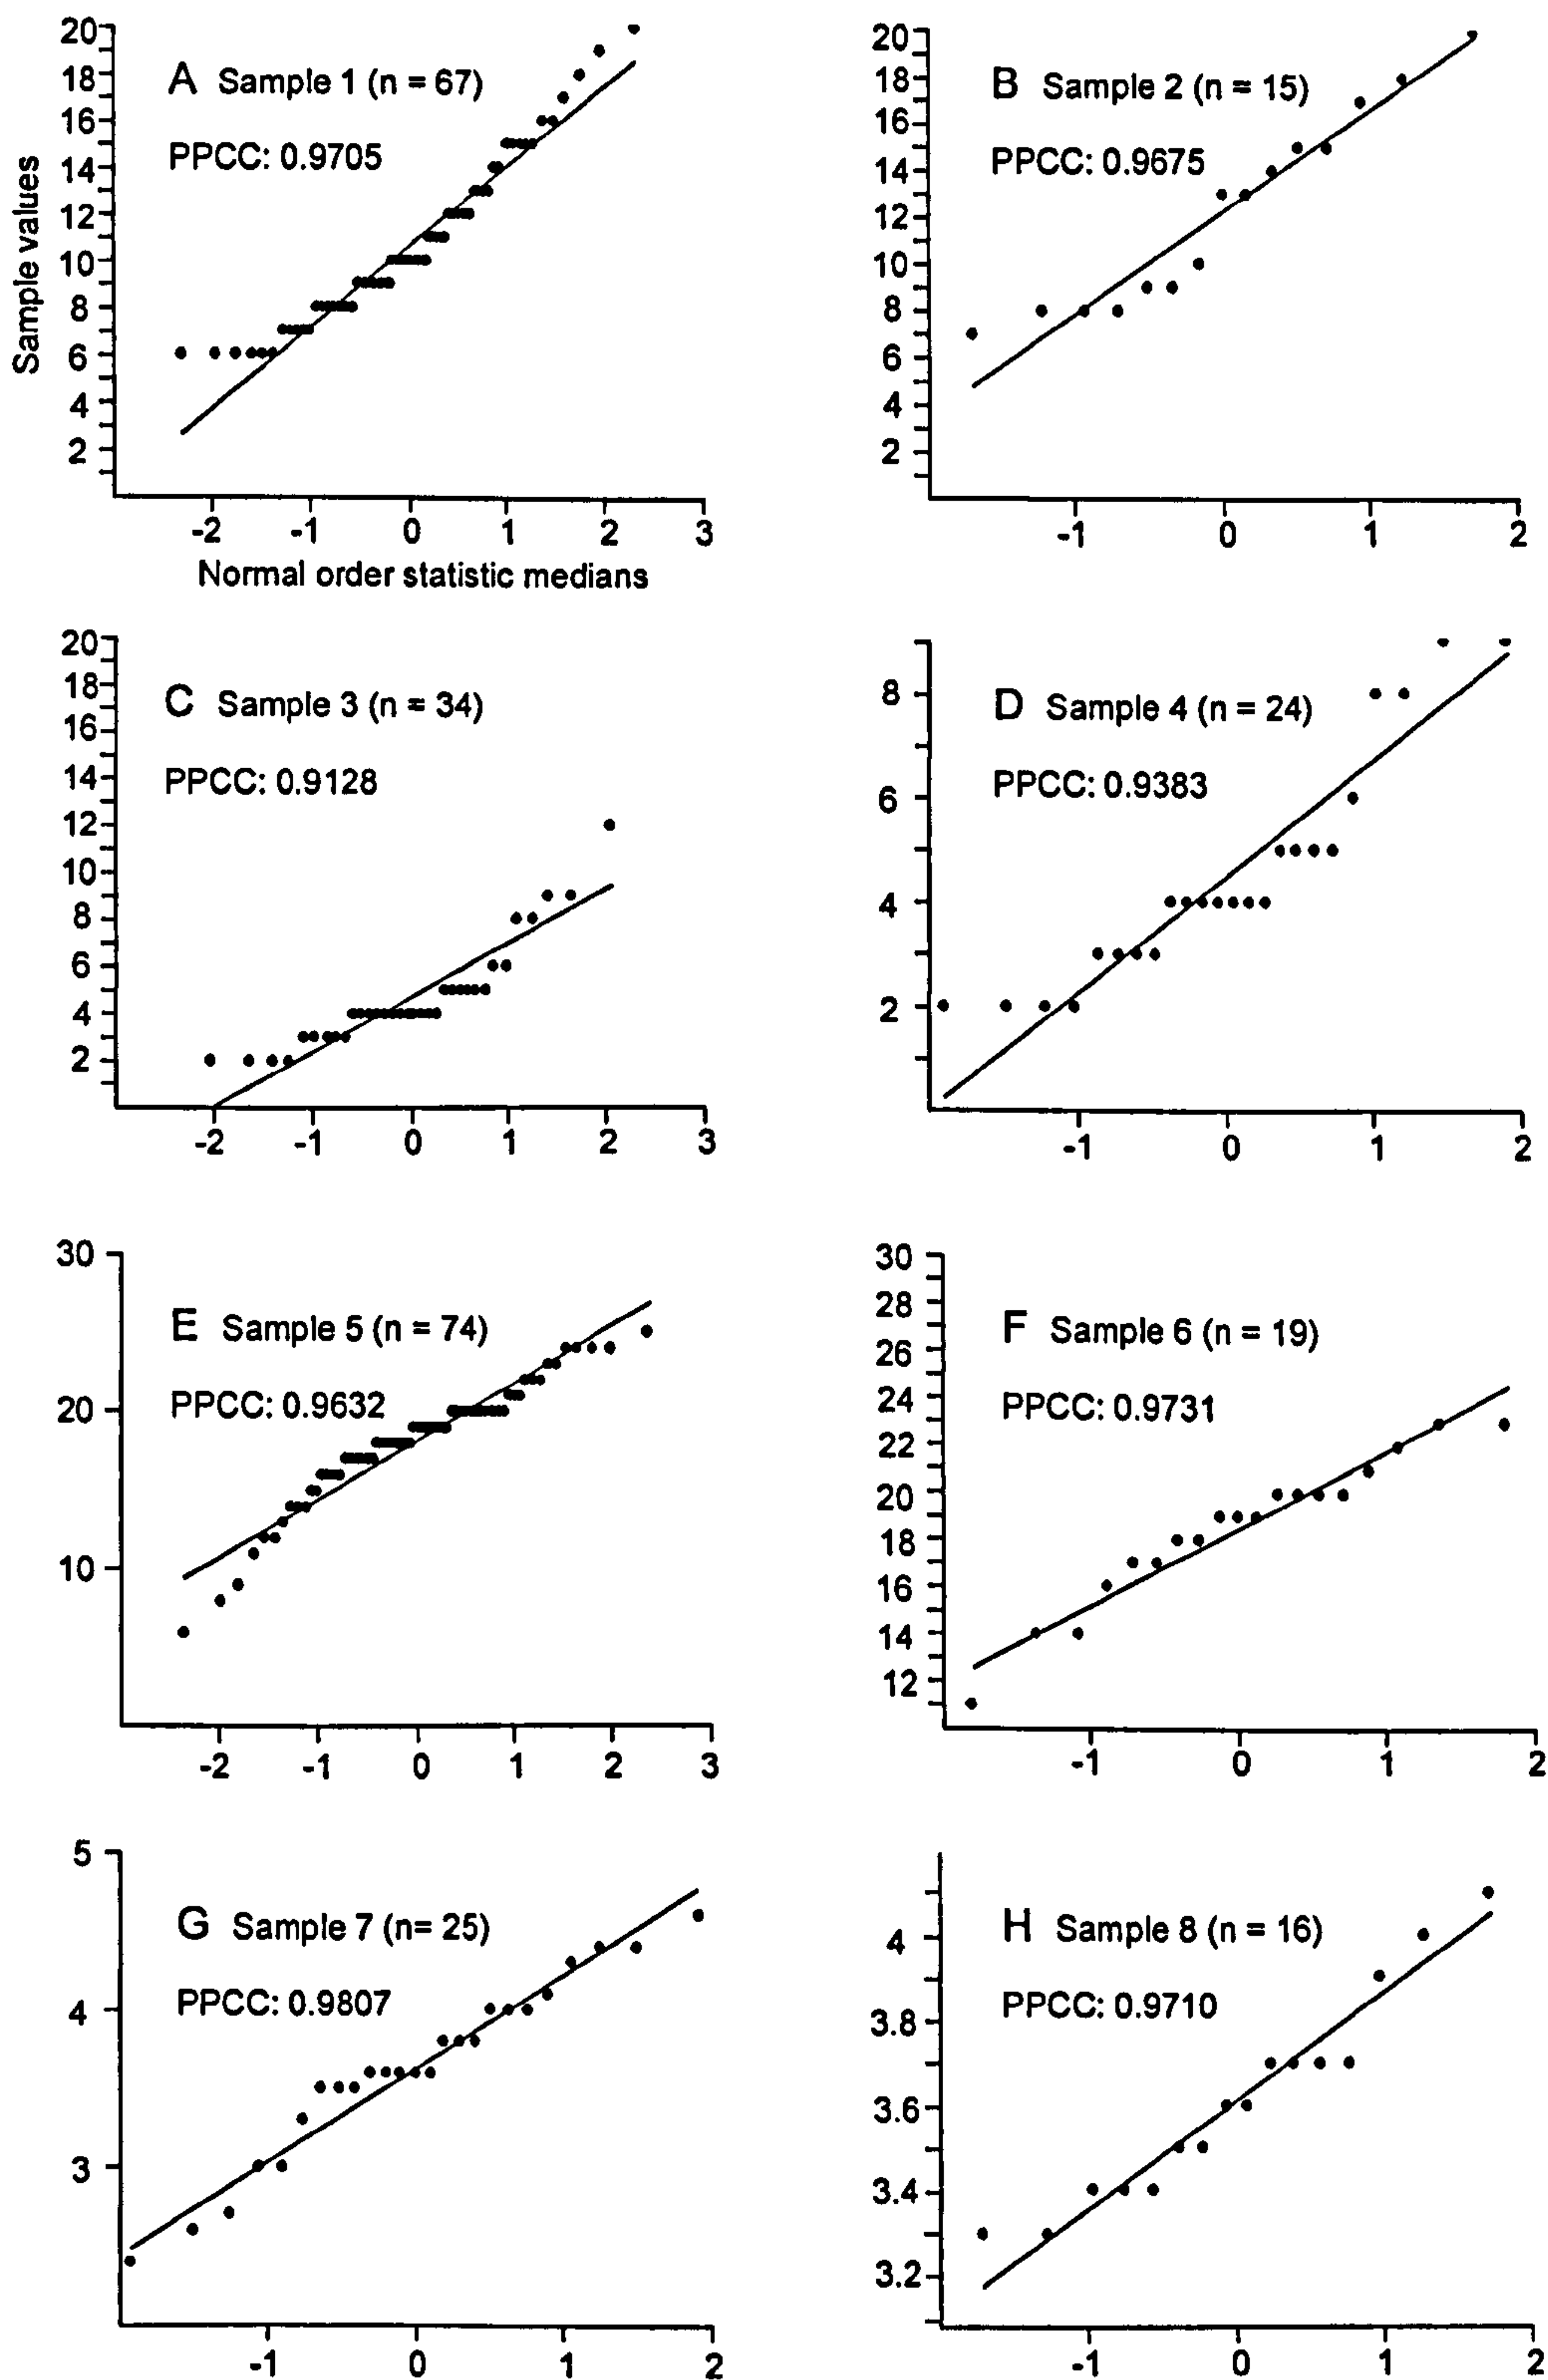 20
18
16
14
12
10
8
6
4
2
Sample values
A Sample 1 (n = 67)
PPCC: 0.9705
-2 -1 0 1 2 3
Normal order statistic medians
20
18
16
14
12
10
8
6
4
2
B Sample 2 (n = 15)
PPCC: 0.9675
-1 0 1 2
20
18
16
14
12
10
8
6
4
2
C Sample 3 (n = 34)
PPCC: 0.9128
-2 -1 0 1 2 3
8
6
4
2
D Sample 4 (n = 24)
PPCC: 0.9383
-1 0 1 2
30
20
10
E Sample 5 (n = 74)
PPCC: 0.9632
-2 -1 0 1 2 3
30
28
26
24
22
20
18
16
14
12
F Sample 6 (n = 19)
PPCC: 0.9731
-1 0 1 2
5
4
3
G Sample 7 (n= 25)
PPCC: 0.9807
-1 0 1 2
4
3.8
3.6
3.4
3.2
H Sample 8 (n = 16)
PPCC: 0.9710
-1 0 1 2